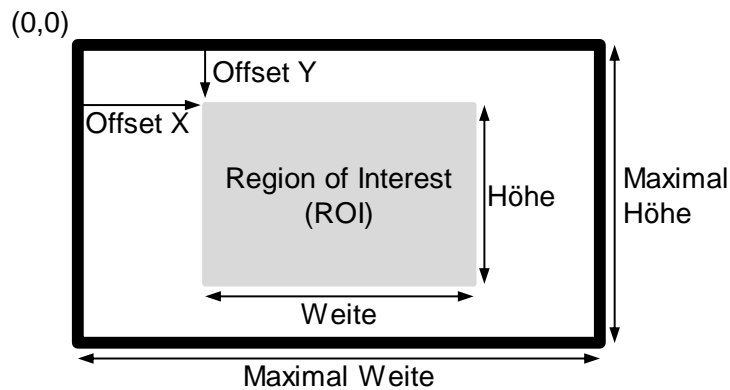 (0,0)
Offset Y
Offset X
Region of Interest
(ROI)
Höhe
Maximal
Höhe
Weite
Maximal Weite